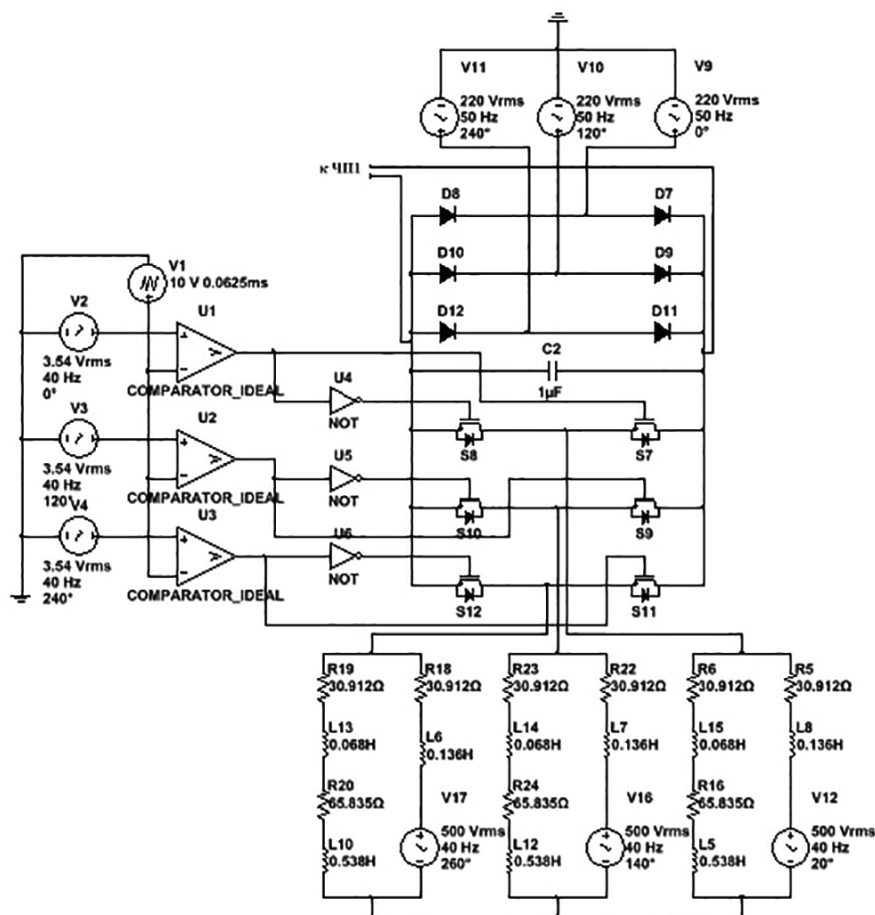 V11
220 Vrms
50 Hz
240°
V10
220 Vrms
50 Hz
120°
V9
220 Vrms
50 Hz
0°
к ЧП1
D8
D7
D10
D9
D12
D11
C2
1µF
V1
10 V 0.0625ms
V2
3.54 Vrms
40 Hz
0°
U1
COMPARATOR_IDEAL
U4
NOT
S8
S7
V3
3.54 Vrms
40 Hz
120°
U2
COMPARATOR_IDEAL
U5
NOT
S10
S9
V4
3.54 Vrms
40 Hz
240°
U3
COMPARATOR_IDEAL
U6
NOT
S12
S11
R19
30.912Ω
R18
30.912Ω
R23
30.912Ω
R22
30.912Ω
R6
30.912Ω
R5
30.912Ω
L13
0.068H
L6
0.136H
L14
0.068H
L7
0.136H
L15
0.068H
L8
0.136H
R20
65.835Ω
V17
500 Vrms
40 Hz
260°
R24
65.835Ω
V16
500 Vrms
40 Hz
140°
R16
65.835Ω
V12
500 Vrms
40 Hz
20°
L10
0.538H
L12
0.538H
L5
0.538H